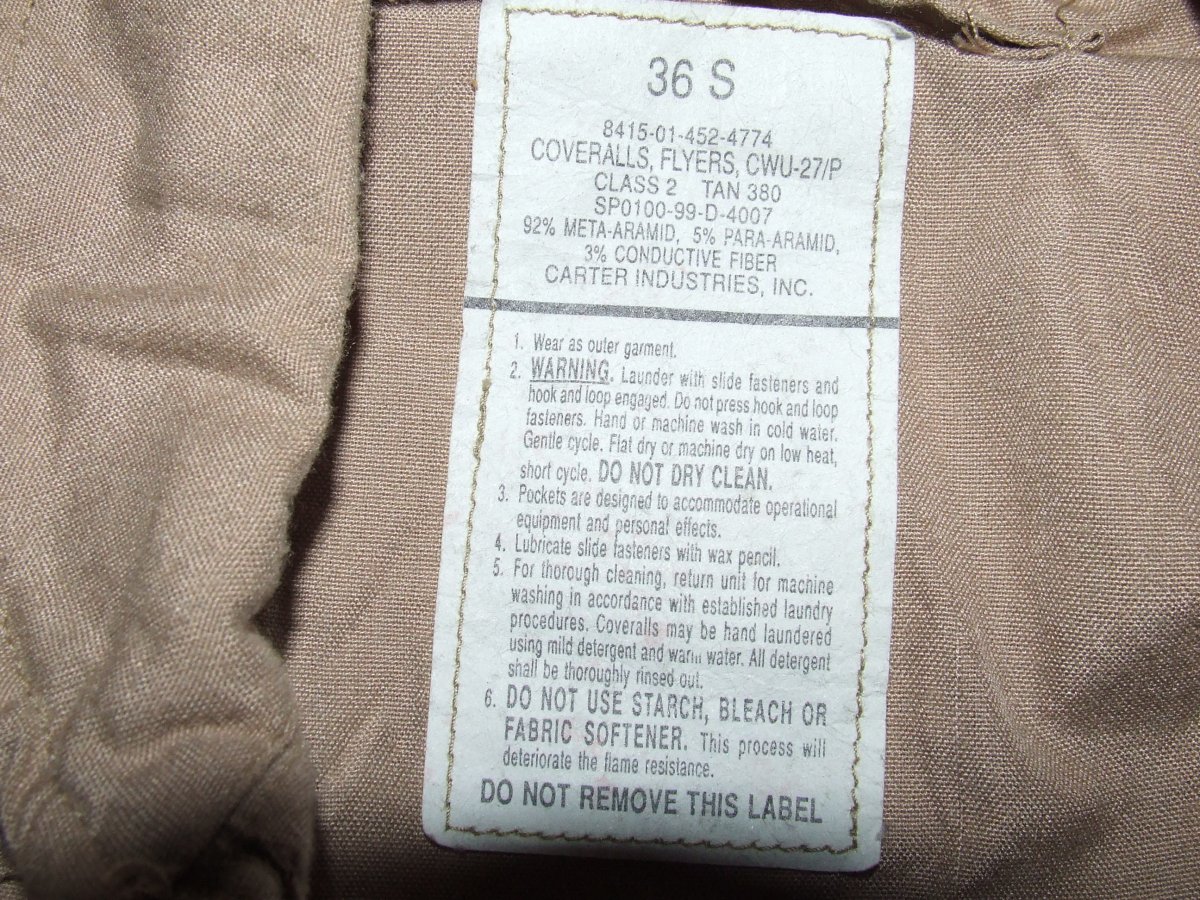 36 S
8415-01-452-4774
COVERALLS, FLYERS, CWU-27/P
CLASS 2 TAN 380
SP0100-99-D-4007
92% META-ARAMID, 5% PARA-ARAMID,
3% CONDUCTIVE FIBER
CARTER INDUSTRIES, INC.
1. Wear as outer garment.
2. WARNING. Launder with slide fasteners and
hook and loop engaged. Do not press hook and loop
fasteners. Hand or machine wash in cold water.
Gentle cycle. Flat dry or machine dry on low heat,
short cycle. DO NOT DRY CLEAN.
3. Pockets are designed to accommodate operational
equipment and personal effects.
4. Lubricate slide fasteners with wax pencil.
5. For thorough cleaning, return unit for machine
washing in accordance with established laundry
procedures. Coveralls may be hand laundered
using mild detergent and warm water. All detergent
shall be thoroughly rinsed out.
6. DO NOT USE STARCH, BLEACH OR
FABRIC SOFTENER. This process will
deteriorate the flame resistance.
DO NOT REMOVE THIS LABEL